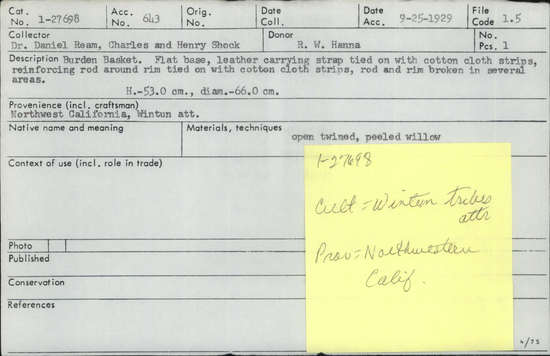 Cat. No. 1-27698 Acc. No. 643 Orig. No. Date Coll. Date Acc. 9-25-1929 File Code 1.5
Collector Donor No. Pcs. 1
Dr. Daniel Ream, Charles and Henry Shock R. W. Hanna
Description Burden Basket. Flat base, leather carrying strap tied on with cotton cloth strips,
reinforcing rod around rim tied on with cotton cloth strips, rod and rim broken in several
areas.
H.-53.0 cm., diam.-66.0 cm.
Provenience (incl. craftsman)
Northwest California, Wintun att.
Native name and meaning Materials, techniques
open twined, peeled willow
Context of use (incl. role in trade)
1-27698
Cult = Wintun tribes
attr
Prov = Northwestern
Calif.
Photo
Published
Conservation
References
4/75